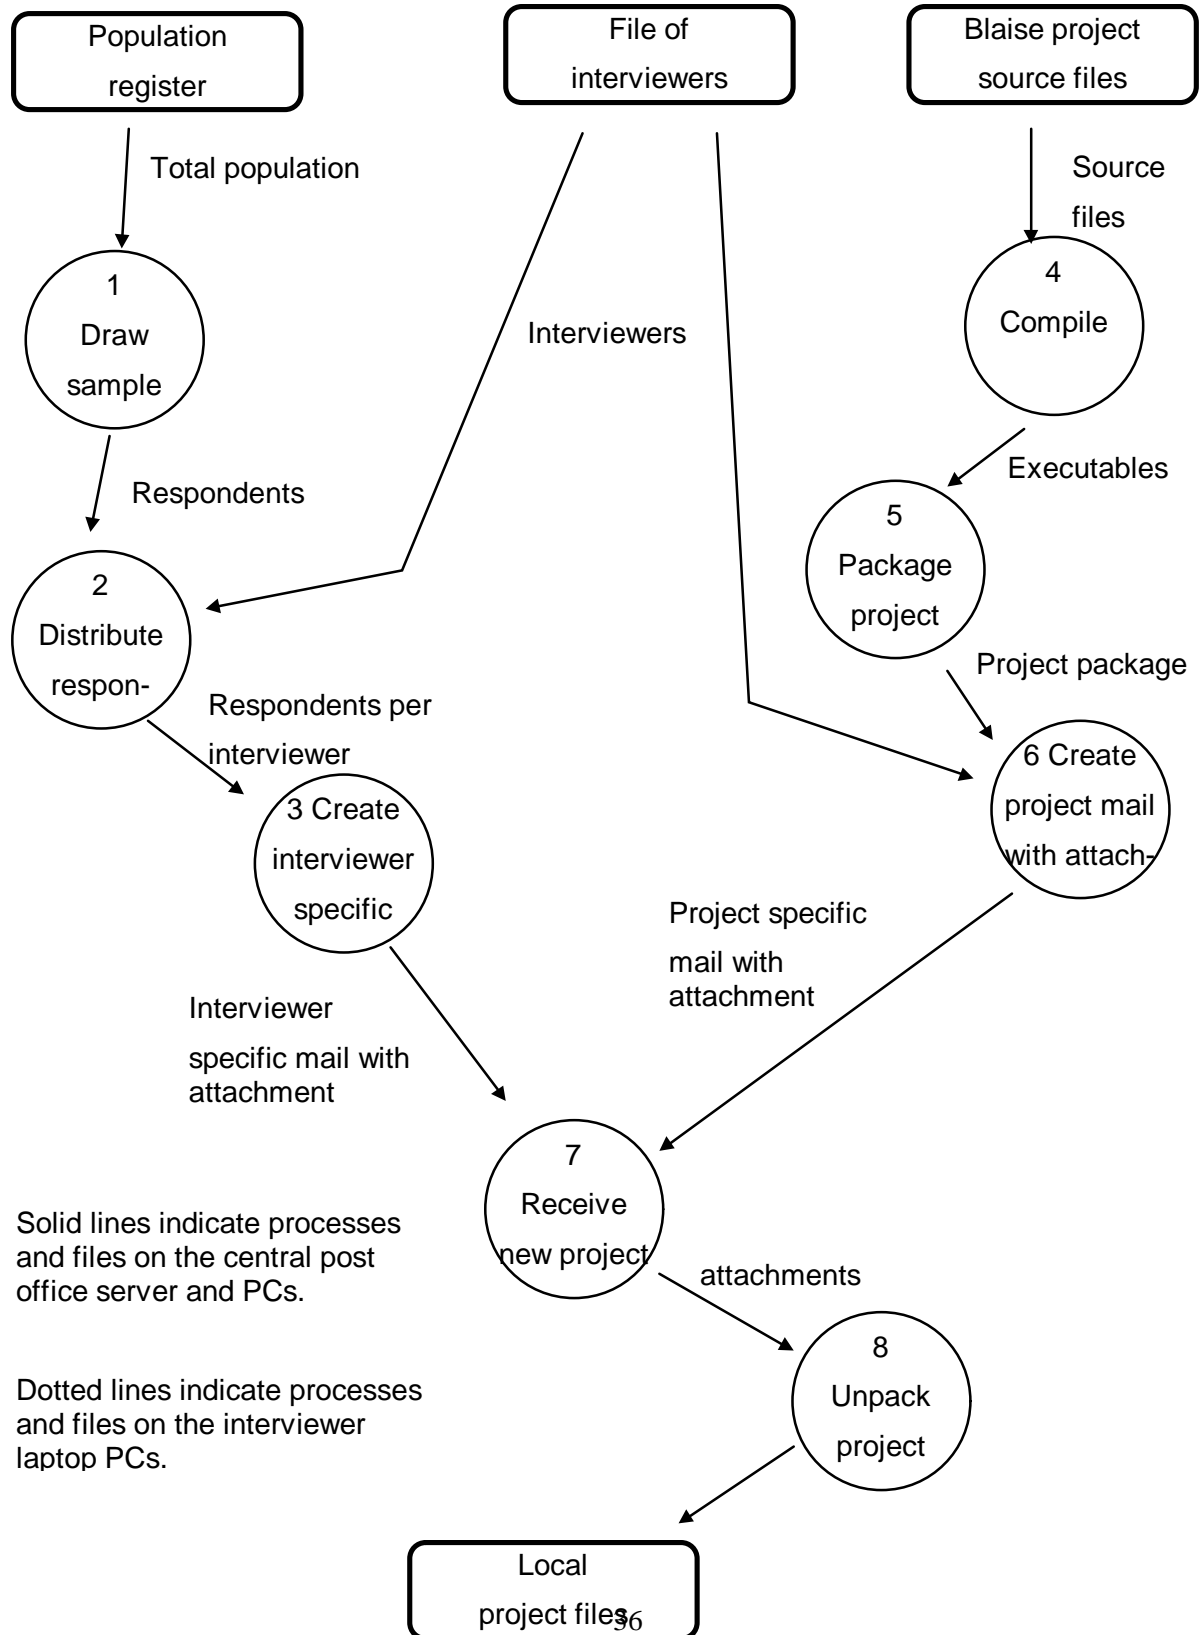 Population
register
File of
interviewers
Blaise project
source files
Total population
Source
files
1
Draw
sample
Interviewers
4
Compile
Respondents
Executables
2
Distribute
respon-
5
Package
project
Respondents per
interviewer
Project package
3 Create
interviewer
specific
6 Create
project mail
with attach-
Project specific
mail with
attachment
Interviewer
specific mail with
attachment
7
Receive
new project
Solid lines indicate processes
and files on the central post
office server and PCs.
attachments
8
Unpack
project
Dotted lines indicate processes
and files on the interviewer
laptop PCs.
Local
project files
36